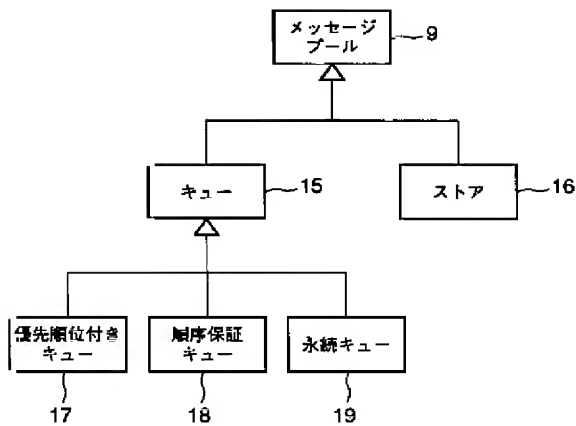 メッセージ
プール
9
キュー
15
ストア
16
優先順位付き
キュー
順序保証
キュー
永続キュー
17
18
19